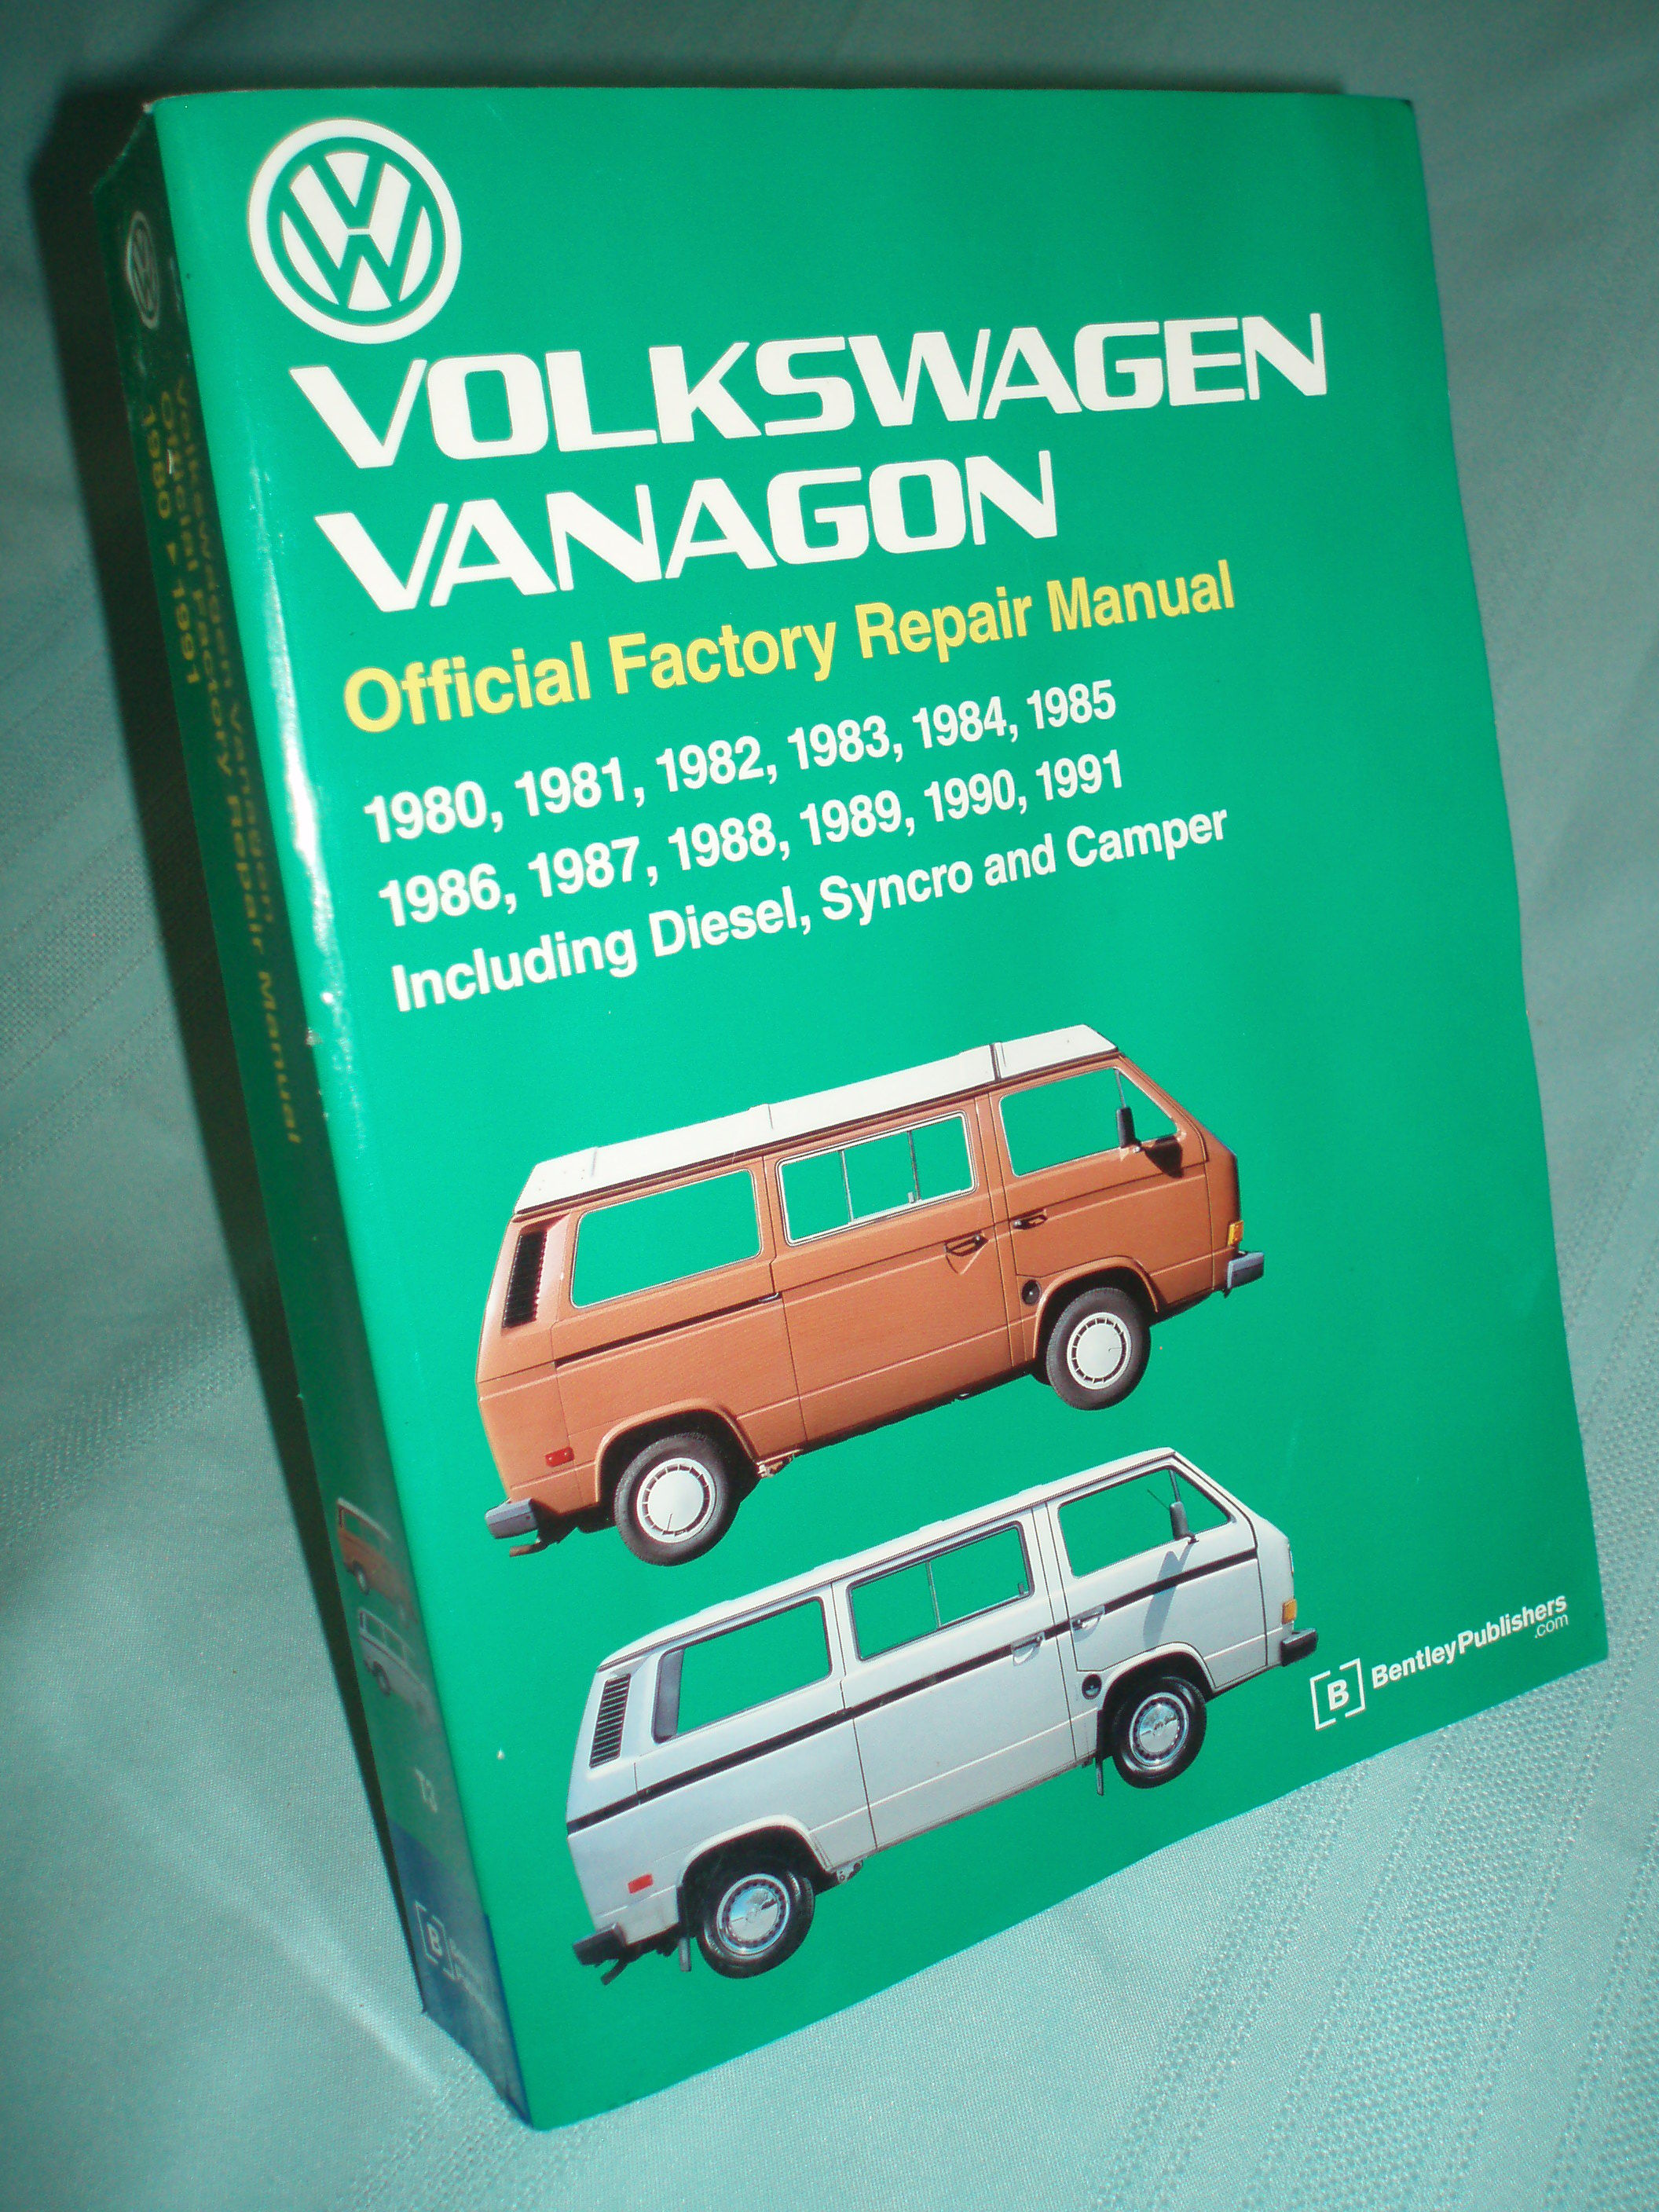 VOLKSWAGEN
VANAGON
Official Factory Repair Manual
1980, 1981, 1982, 1983, 1984, 1985
1986, 1987, 1988, 1989, 1990, 1991
Including Diesel, Syncro and Camper
[B] BentleyPublishers
.com
Volkswagen Vanagon
Official Factory Repair Manual
1980 - 1991
B